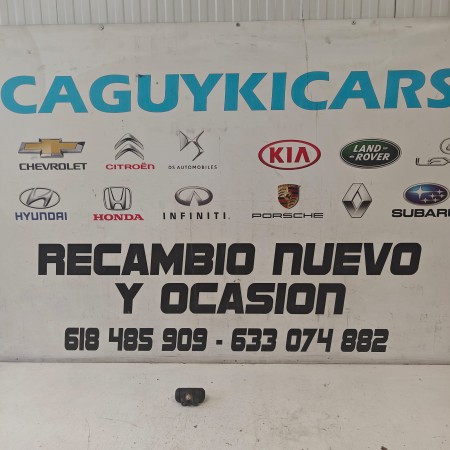 CAGUYKICARS
CHEVROLET CITROËN DS AUTOMOBILES KIA LAND-ROVER
HYUNDAI HONDA INFINITI PORSCHE RENAULT SUBARU
RECAMBIO NUEVO
Y OCASION
618 485 909 - 633 074 882